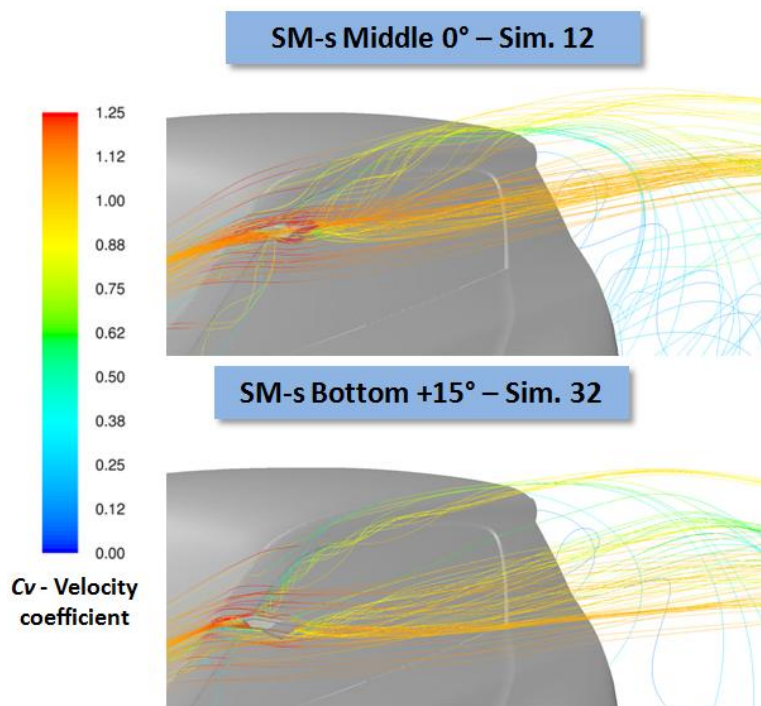 SM-s Middle 0° – Sim. 12
1.25
1.12
1.00
0.88
0.75
0.62
0.50
0.38
0.25
0.12
0.00
Cv - Velocity
coefficient
SM-s Bottom +15° – Sim. 32